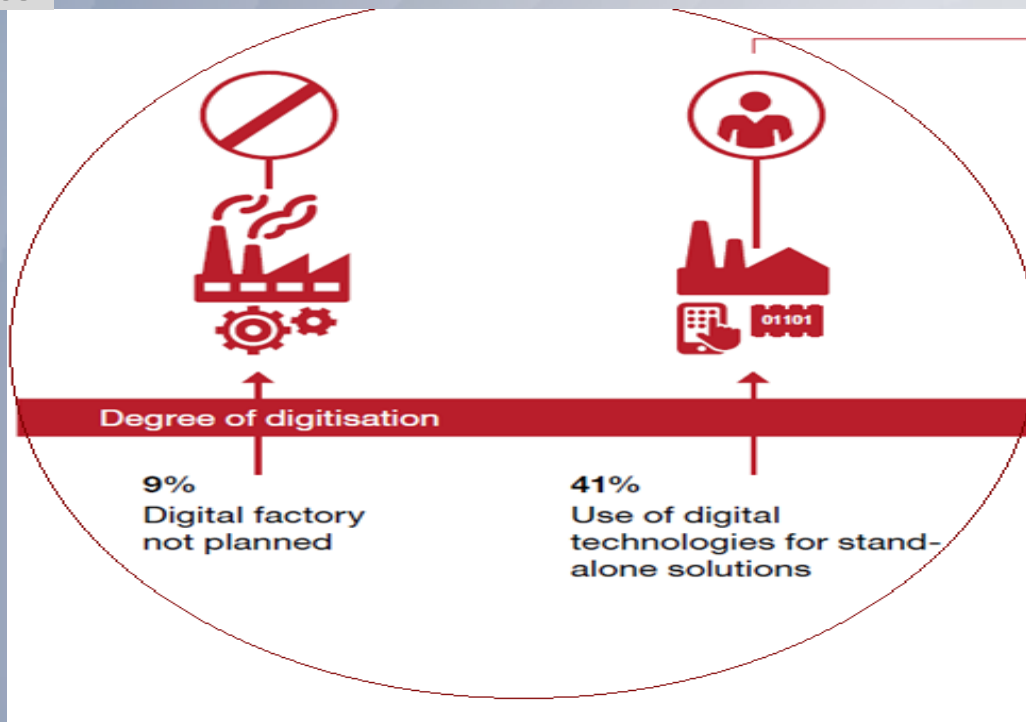 Degree of digitisation
9%
Digital factory
not planned
41%
Use of digital
technologies for stand-
alone solutions
01101